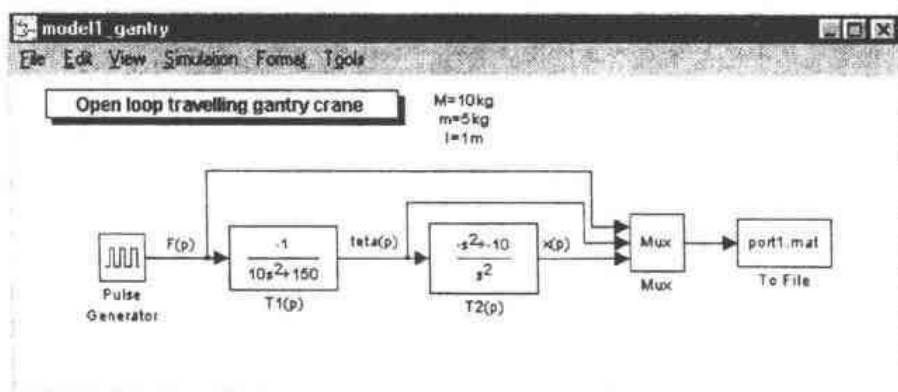 model1_gantry
File Edit View Simulation Format Tools
Open loop travelling gantry crane
M=10kg
m=5kg
l=1m
F(p)
-1
10s²+150
T1(p)
teta(p)
-s²+-10
s²
T2(p)
x(p)
Pulse
Generator
Mux
Mux
port1.mat
To File